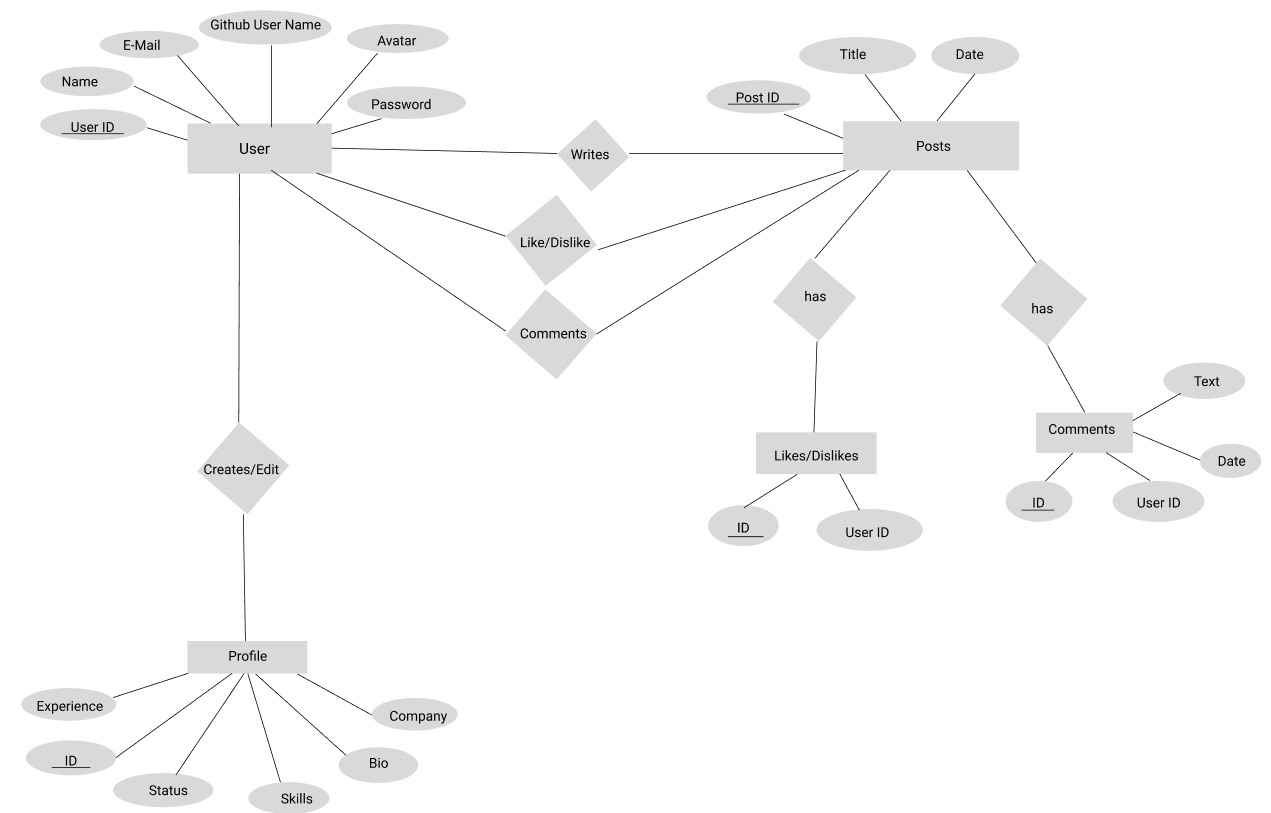 Github User Name
E-Mail
Avatar
Name
Password
User ID
User
Title
Date
Post ID
Posts
Writes
Like/Dislike
Comments
has
has
Text
Comments
Date
Likes/Dislikes
ID
User ID
ID
User ID
Creates/Edit
Profile
Experience
Company
ID
Bio
Status
Skills